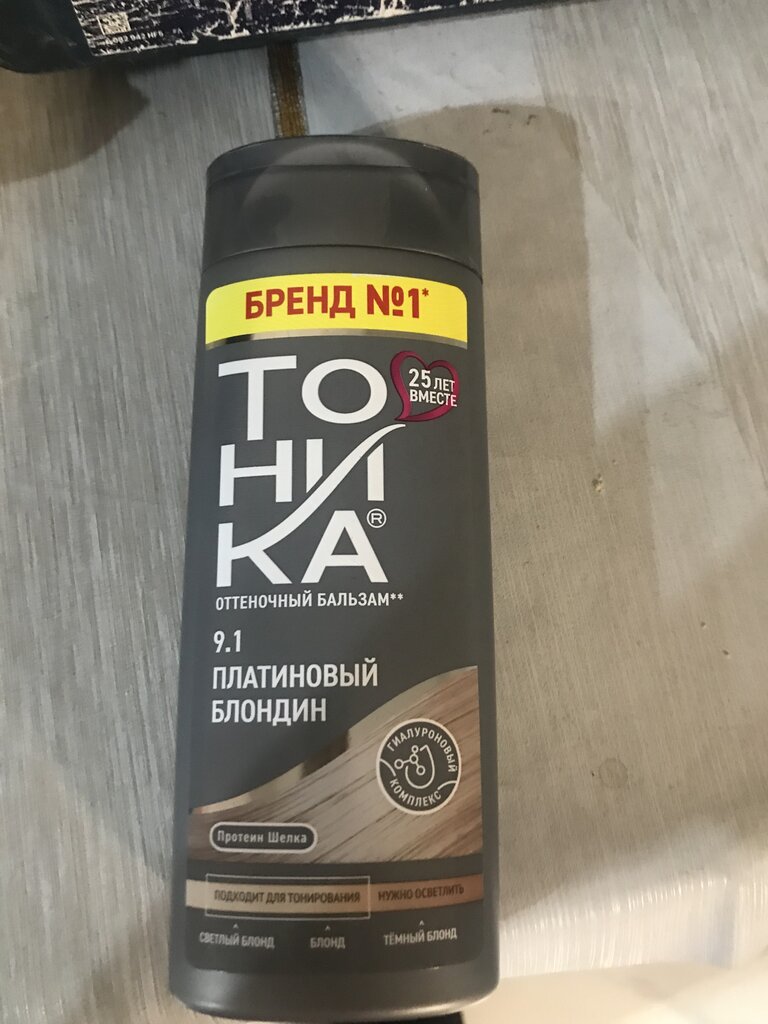 БРЕНД №1*
ТО
НИ
КА®
25 ЛЕТ
ВМЕСТЕ
ОТТЕНОЧНЫЙ БАЛЬЗАМ**
9.1
ПЛАТИНОВЫЙ
БЛОНДИН
ГИАЛУРОНОВЫЙ
КОМПЛЕКС
Протеин Шелка
ПОДХОДИТ ДЛЯ ТОНИРОВАНИЯ
НУЖНО ОСВЕТЛИТЬ
СВЕТЛЫЙ БЛОНД
БЛОНД
ТЁМНЫЙ БЛОНД